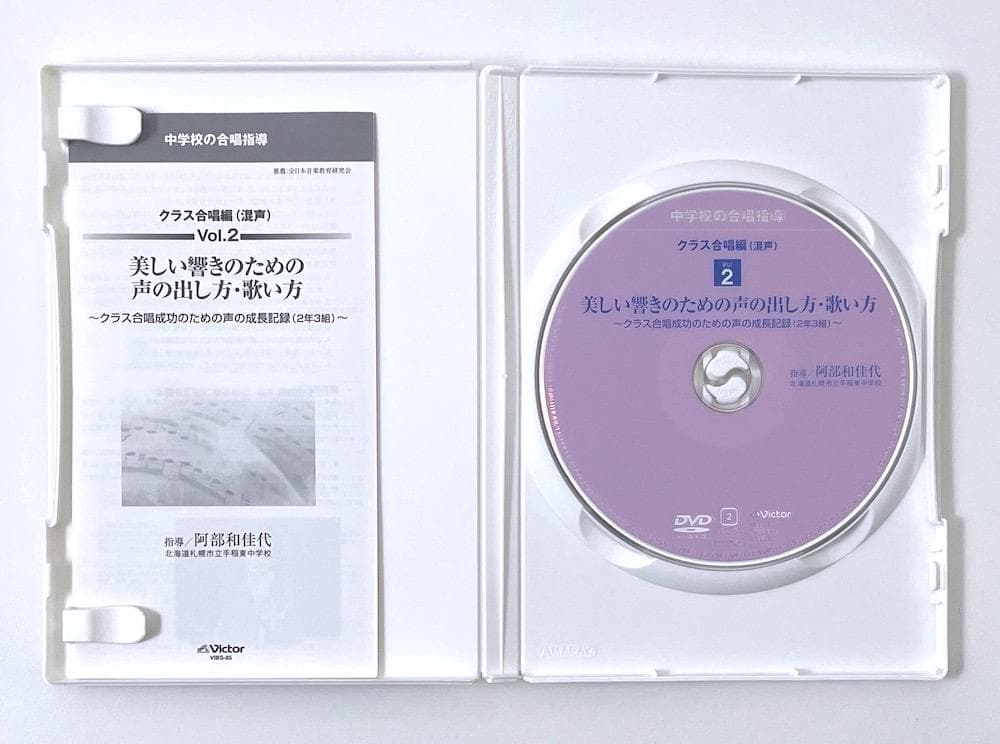 中学校の合唱指導
推薦:全日本音楽教育研究会
クラス合唱編(混声)
Vol.2
美しい響きのための
声の出し方・歌い方
~クラス合唱成功のための声の成長記録(2年3組)~
指導/阿部和佳代
北海道札幌市立手稲東中学校
Victor
中学校の合唱指導
クラス合唱編(混声)
Vol
2
美しい響きのための声の出し方・歌い方
~クラス合唱成功のための声の成長記録(2年3組)~
指導/阿部和佳代
北海道札幌市立手稲東中学校
DVD
VIDEO
2
Victor
AMARAY